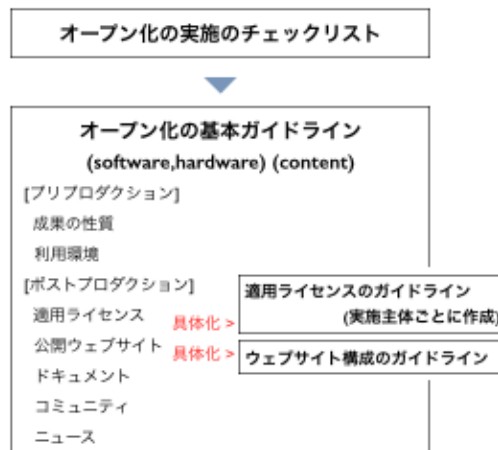 オープン化の実施のチェックリスト
オープン化の基本ガイドライン
(software,hardware) (content)
[プリプロダクション]
成果の性質
利用環境
[ポストプロダクション]
適用ライセンス
具体化 >
適用ライセンスのガイドライン
(実施主体ごとに作成)
公開ウェブサイト
具体化 >
ウェブサイト構成のガイドライン
ドキュメント
コミュニティ
ニュース